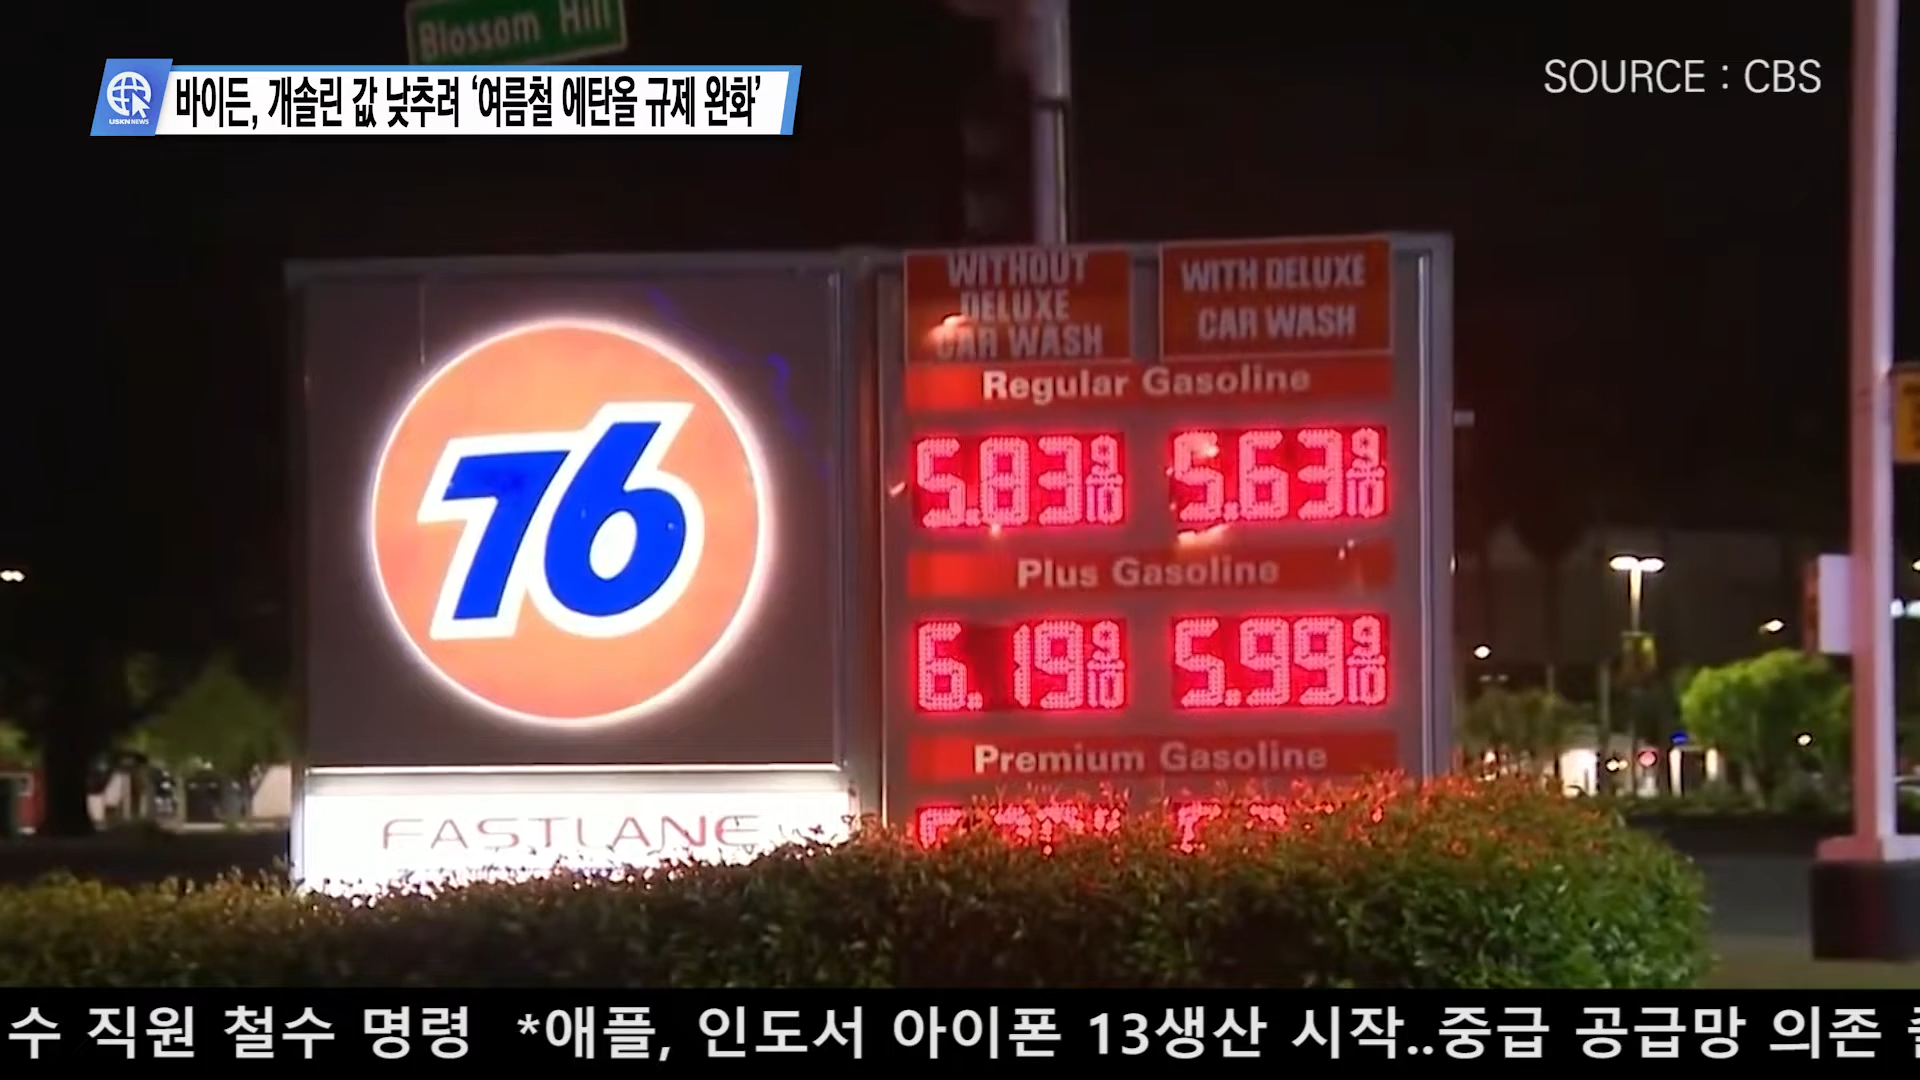 Blossom Hill
바이든, 개솔린 값 낮추려 ‘여름철 에탄올 규제 완화’
USKN NEWS
SOURCE : CBS
WITHOUT
DELUXE
CAR WASH
WITH DELUXE
CAR WASH
Regular Gasoline
5.83 9/10
5.63 9/10
76
Plus Gasoline
6.19 9/10
5.99 9/10
Premium Gasoline
FASTLANE
수 직원 철수 명령 *애플, 인도서 아이폰 13생산 시작..중급 공급망 의존